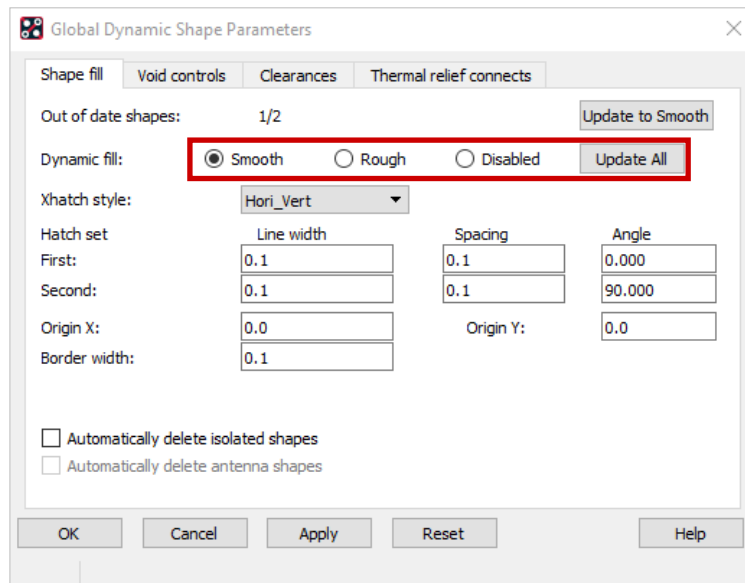 Global Dynamic Shape Parameters
Shape fill Void controls Clearances Thermal relief connects
Out of date shapes: 1/2 Update to Smooth
Dynamic fill: Smooth Rough Disabled Update All
Xhatch style: Hori_Vert
Hatch set Line width Spacing Angle
First: 0.1 0.1 0.000
Second: 0.1 0.1 90.000
Origin X: 0.0 Origin Y: 0.0
Border width: 0.1
Automatically delete isolated shapes
Automatically delete antenna shapes
OK Cancel Apply Reset Help